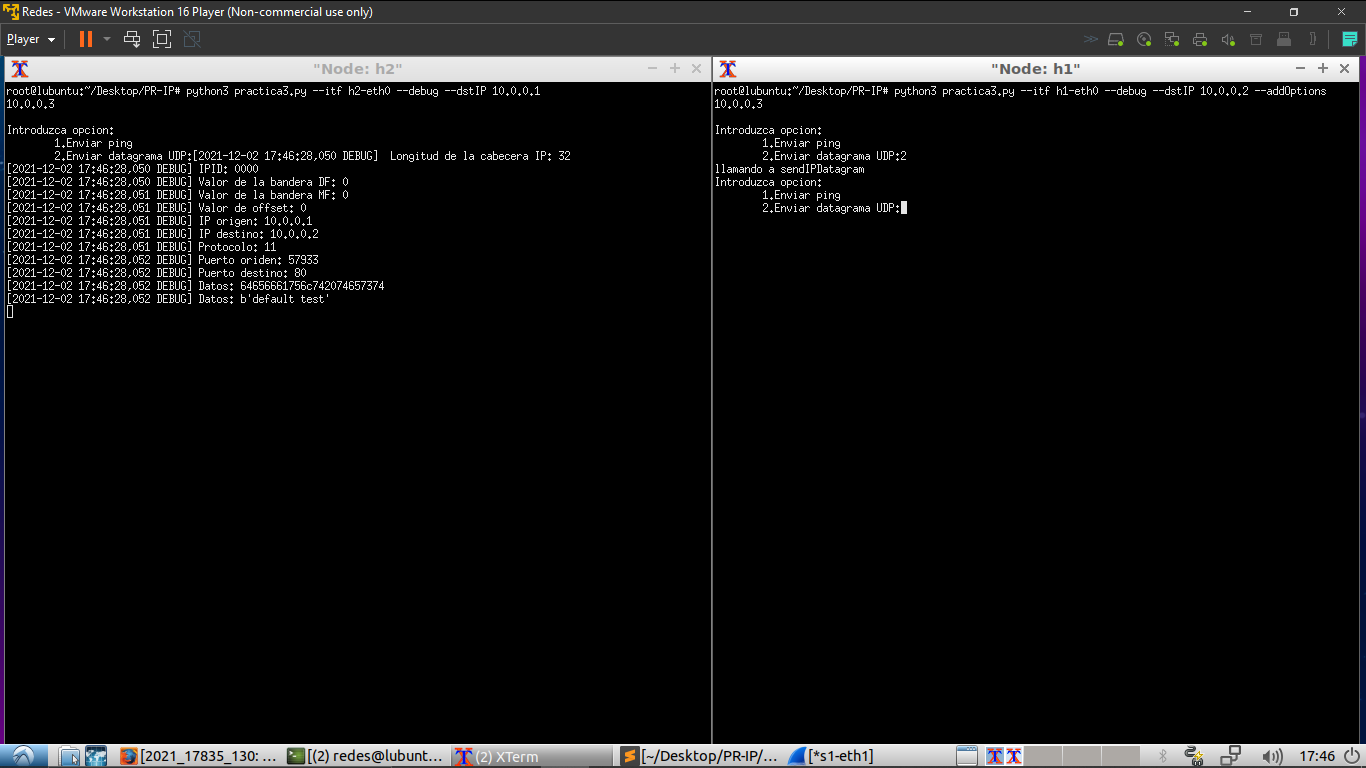 Redes - VMware Workstation 16 Player (Non-commercial use only)
Player
"Node: h2"
root@lubuntu:~/Desktop/PR-IP# python3 practica3.py --itf h2-eth0 --debug --dstIP 10.0.0.1
10.0.0.3
Introduzca opcion:
1.Enviar ping
2.Enviar datagrama UDP:[2021-12-02 17:46:28,050 DEBUG]  Longitud de la cabecera IP: 32
[2021-12-02 17:46:28,050 DEBUG] IPID: 0000
[2021-12-02 17:46:28,050 DEBUG] Valor de la bandera DF: 0
[2021-12-02 17:46:28,051 DEBUG] Valor de la bandera MF: 0
[2021-12-02 17:46:28,051 DEBUG] Valor de offset: 0
[2021-12-02 17:46:28,051 DEBUG] IP origen: 10.0.0.1
[2021-12-02 17:46:28,051 DEBUG] IP destino: 10.0.0.2
[2021-12-02 17:46:28,051 DEBUG] Protocolo: 11
[2021-12-02 17:46:28,052 DEBUG] Puerto oriden: 57933
[2021-12-02 17:46:28,052 DEBUG] Puerto destino: 80
[2021-12-02 17:46:28,052 DEBUG] Datos: 64656661756c742074657374
[2021-12-02 17:46:28,052 DEBUG] Datos: b'default test'
"Node: h1"
root@lubuntu:~/Desktop/PR-IP# python3 practica3.py --itf h1-eth0 --debug --dstIP 10.0.0.2 --addOptions
10.0.0.3
Introduzca opcion:
1.Enviar ping
2.Enviar datagrama UDP:2
llamando a sendIPDatagram
Introduzca opcion:
1.Enviar ping
2.Enviar datagrama UDP:
[2021_17835_130: ...
[(2) redes@lubunt...
(2) XTerm
[~/Desktop/PR-IP/...
[*s1-eth1]
17:46